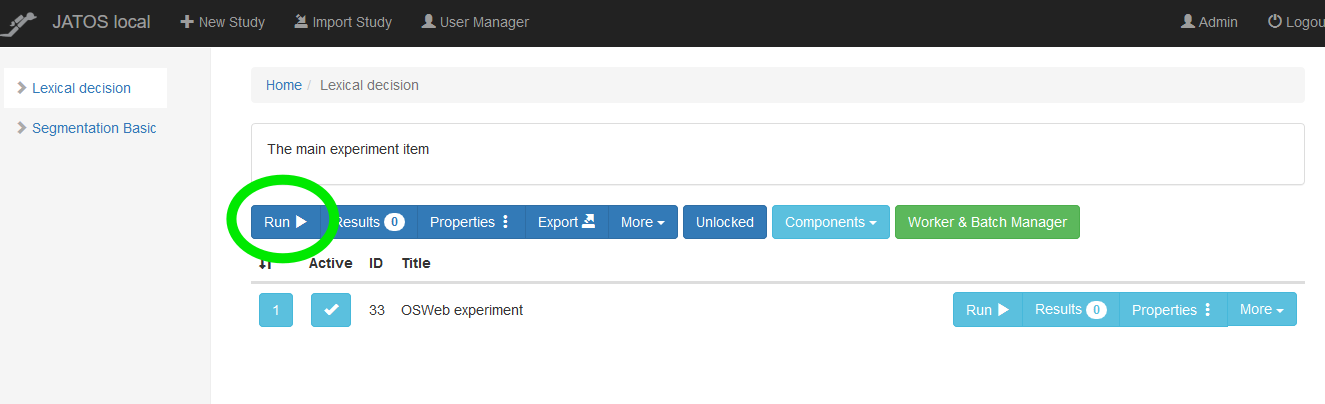 JATOS local New Study Import Study User Manager Admin Logou
Lexical decision
Segmentation Basic
Home / Lexical decision
The main experiment item
Run Results 0 Properties Export More Unlocked Components Worker & Batch Manager
Active ID Title
1 33 OSWeb experiment Run Results 0 Properties More